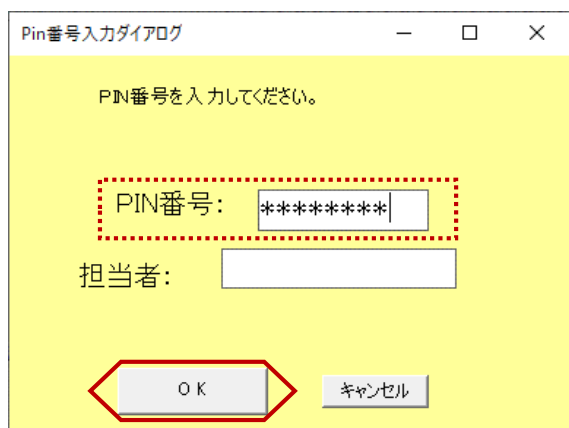 Pin番号入力ダイアログ
PIN番号を入力してください。
PIN番号: ********
担当者:
OK キャンセル